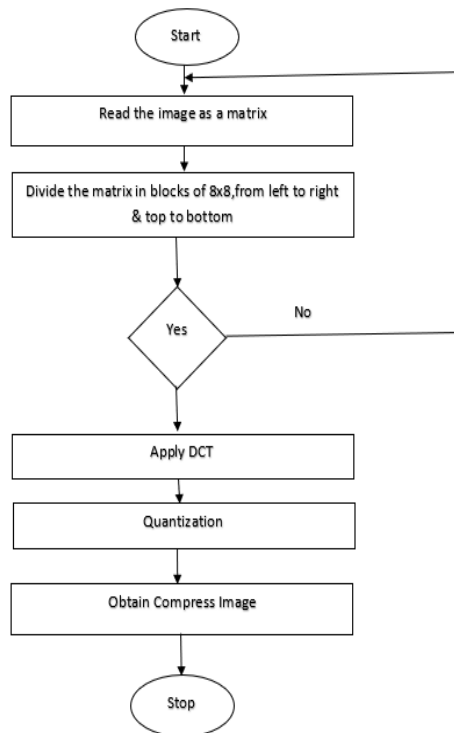 Start
Read the image as a matrix
Divide the matrix in blocks of 8x8,from left to right
& top to bottom
No
Yes
Apply DCT
Quantization
Obtain Compress Image
Stop